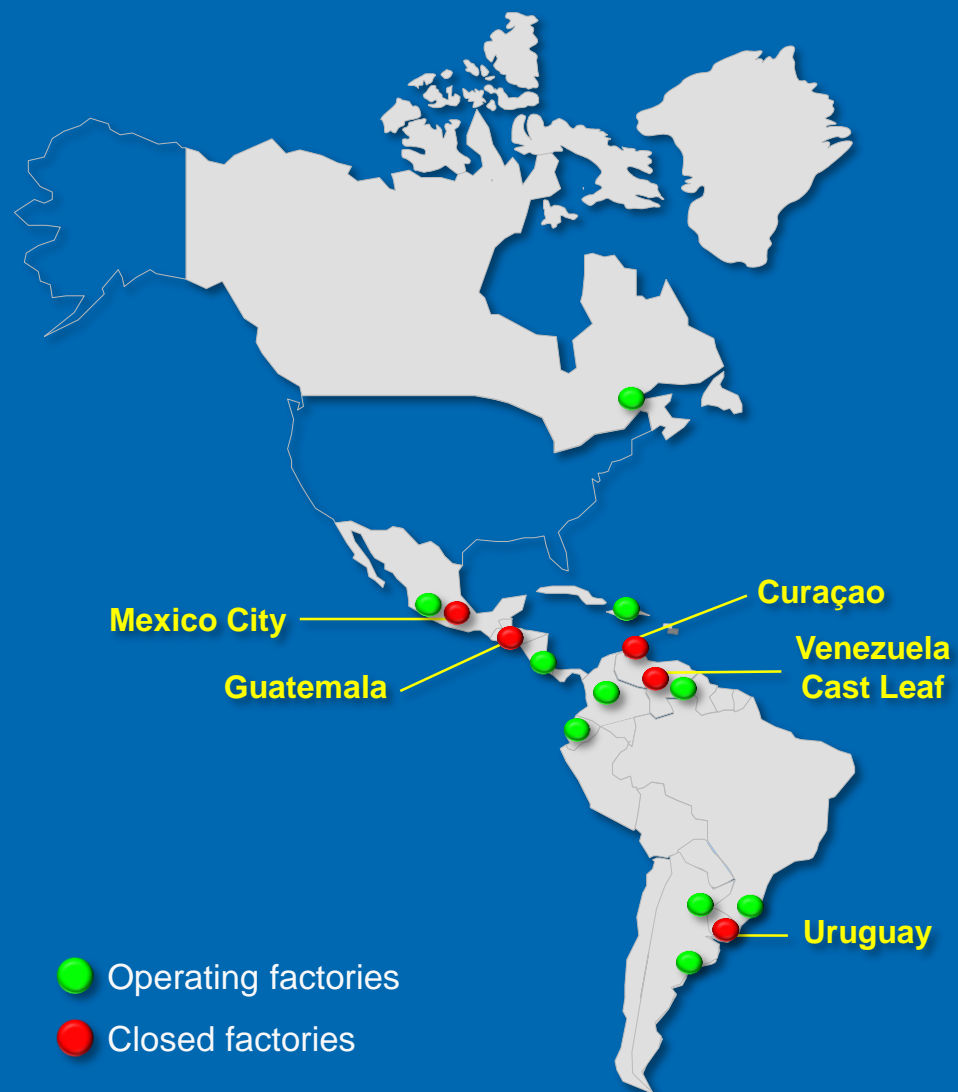 Curaçao
Mexico City
Venezuela
Cast Leaf
Guatemala
Uruguay
Operating factories
Closed factories